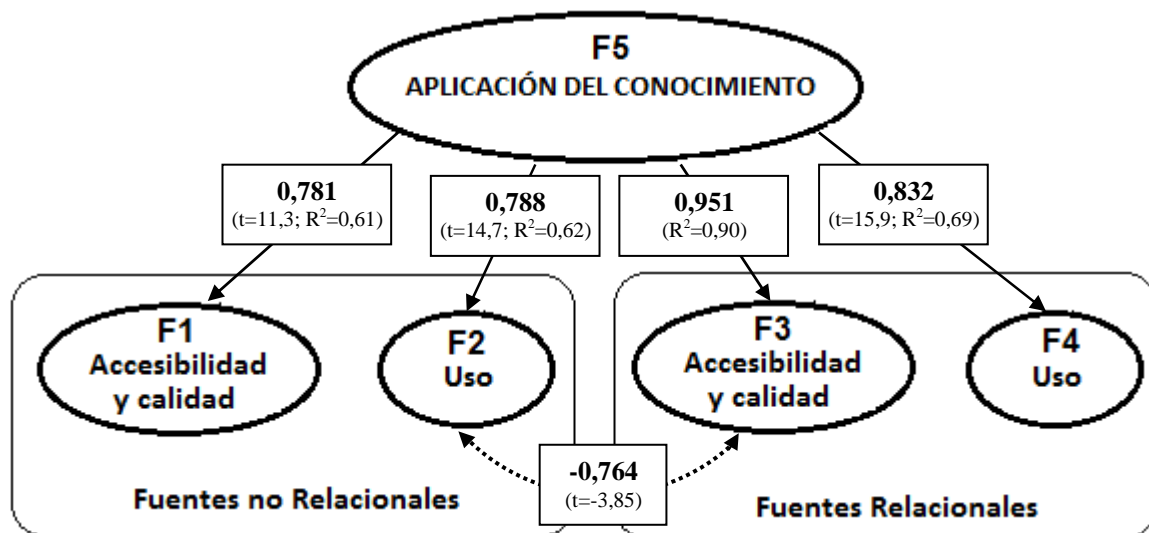 F5
APLICACIÓN DEL CONOCIMIENTO
0,781
(t=11,3; R²=0,61)
0,788
(t=14,7; R²=0,62)
0,951
(R²=0,90)
0,832
(t=15,9; R²=0,69)
F1
Accesibilidad
y calidad
F2
Uso
F3
Accesibilidad
y calidad
F4
Uso
-0,764
(t=-3,85)
Fuentes no Relacionales
Fuentes Relacionales